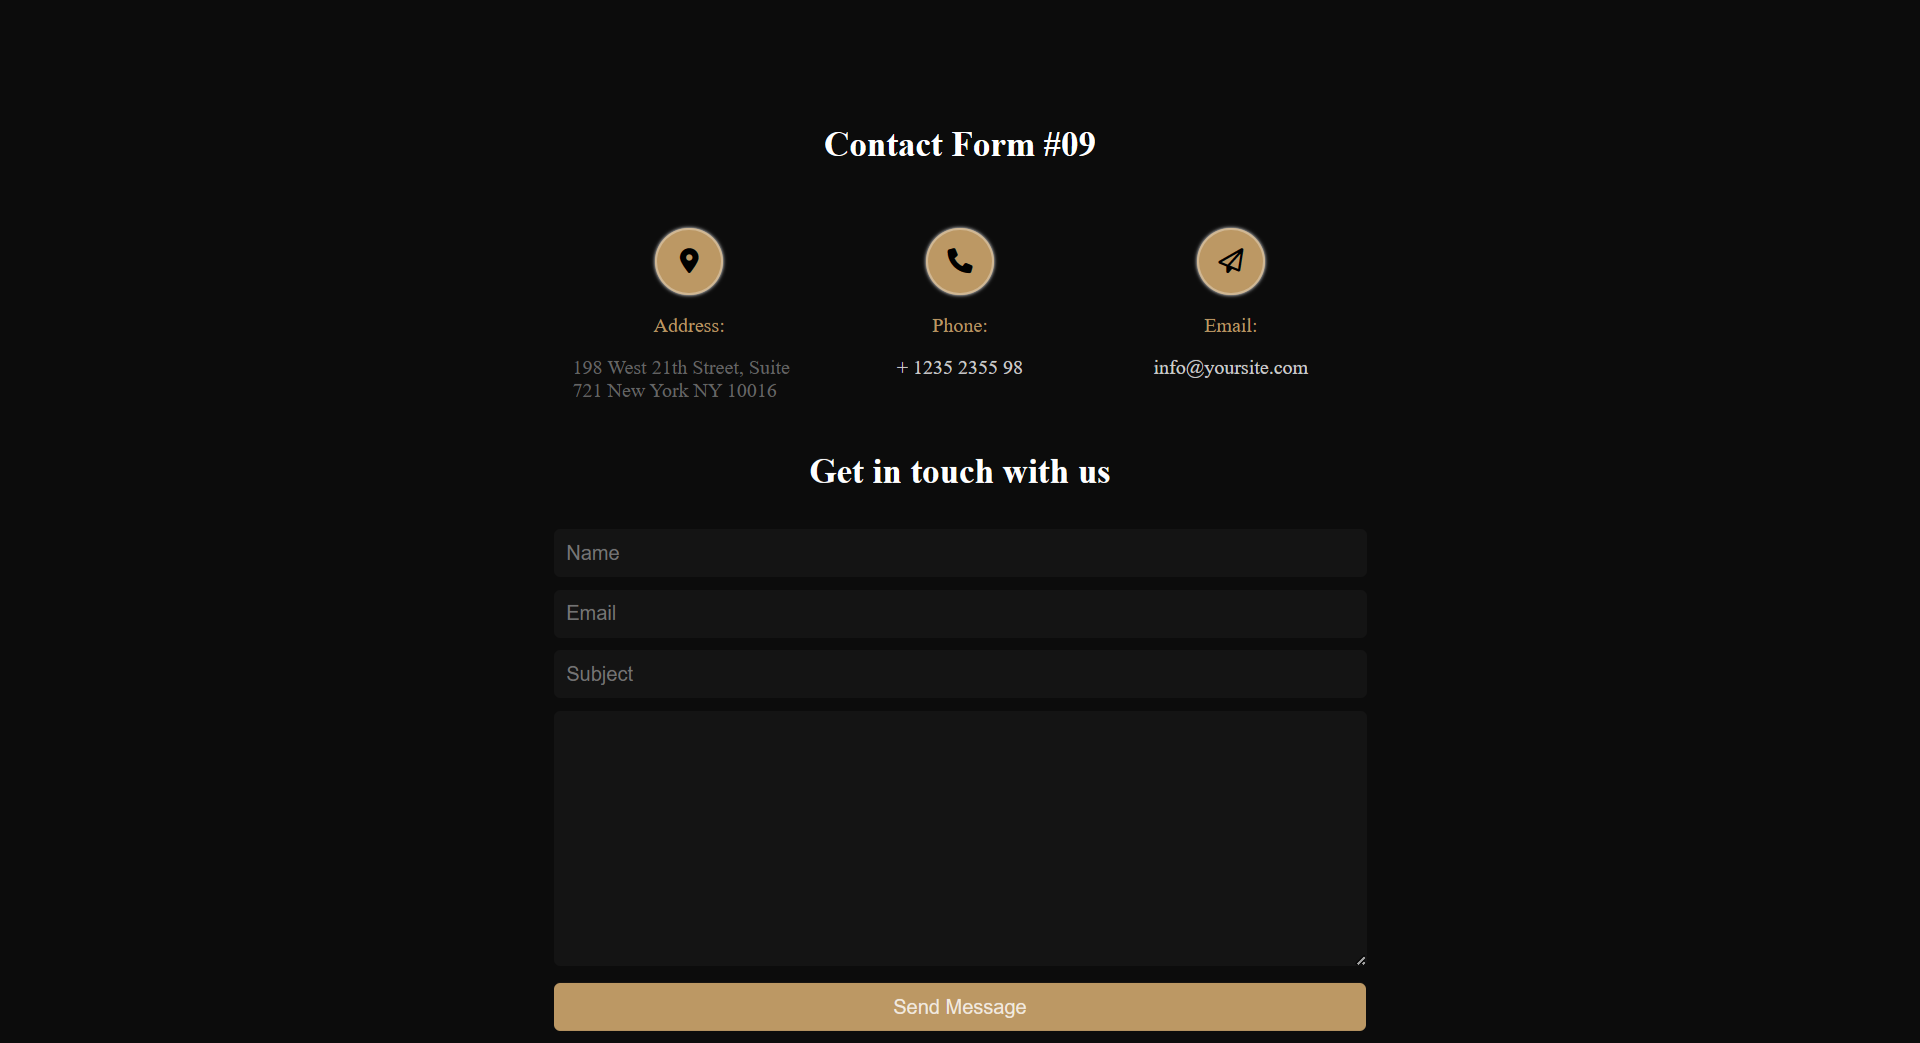 Contact Form #09
Address:
Phone:
Email:
198 West 21th Street, Suite
721 New York NY 10016
+ 1235 2355 98
info@yoursite.com
Get in touch with us
Name
Email
Subject
Send Message